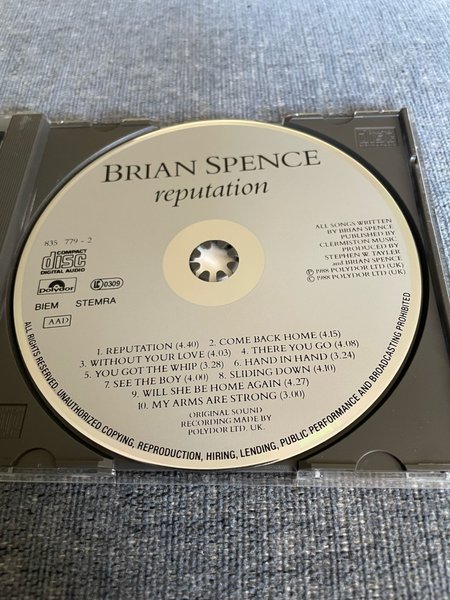 BRIAN SPENCE
reputation
835 779 - 2
COMPACT
disc
DIGITAL AUDIO
Polydor
LC 0309
BIEM STEMRA
AAD
ALL SONGS WRITTEN
BY BRIAN SPENCE
PUBLISHED BY
CLERMISTON MUSIC
PRODUCED BY
STEPHEN W. TAYLER
and BRIAN SPENCE
℗ 1988 POLYDOR LTD (UK)
© 1988 POLYDOR LTD (UK)
1. REPUTATION (4.40) 2. COME BACK HOME (4.15)
3. WITHOUT YOUR LOVE (4.03) 4. THERE YOU GO (4.08)
5. YOU GOT THE WHIP (3.28) 6. HAND IN HAND (3.24)
7. SEE THE BOY (4.00) 8. SLIDING DOWN (4.10)
9. WILL SHE BE HOME AGAIN (4.27)
10. MY ARMS ARE STRONG (3.00)
ORIGINAL SOUND
RECORDING MADE BY
POLYDOR LTD. UK.
ALL RIGHTS RESERVED. UNAUTHORIZED COPYING, REPRODUCTION, HIRING, LENDING, PUBLIC PERFORMANCE AND BROADCASTING PROHIBITED